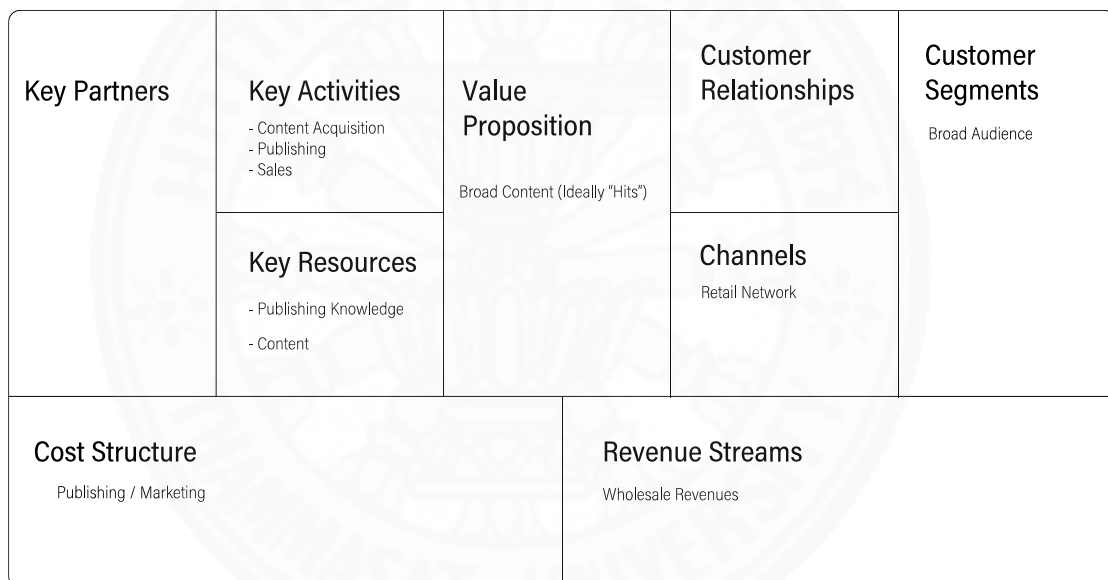 Key Partners
Key Activities
- Content Acquisition
- Publishing
- Sales
Key Resources
- Publishing Knowledge
- Content
Value
Proposition
Broad Content (Ideally “Hits”)
Customer
Relationships
Channels
Retail Network
Customer
Segments
Broad Audience
Cost Structure
Publishing / Marketing
Revenue Streams
Wholesale Revenues